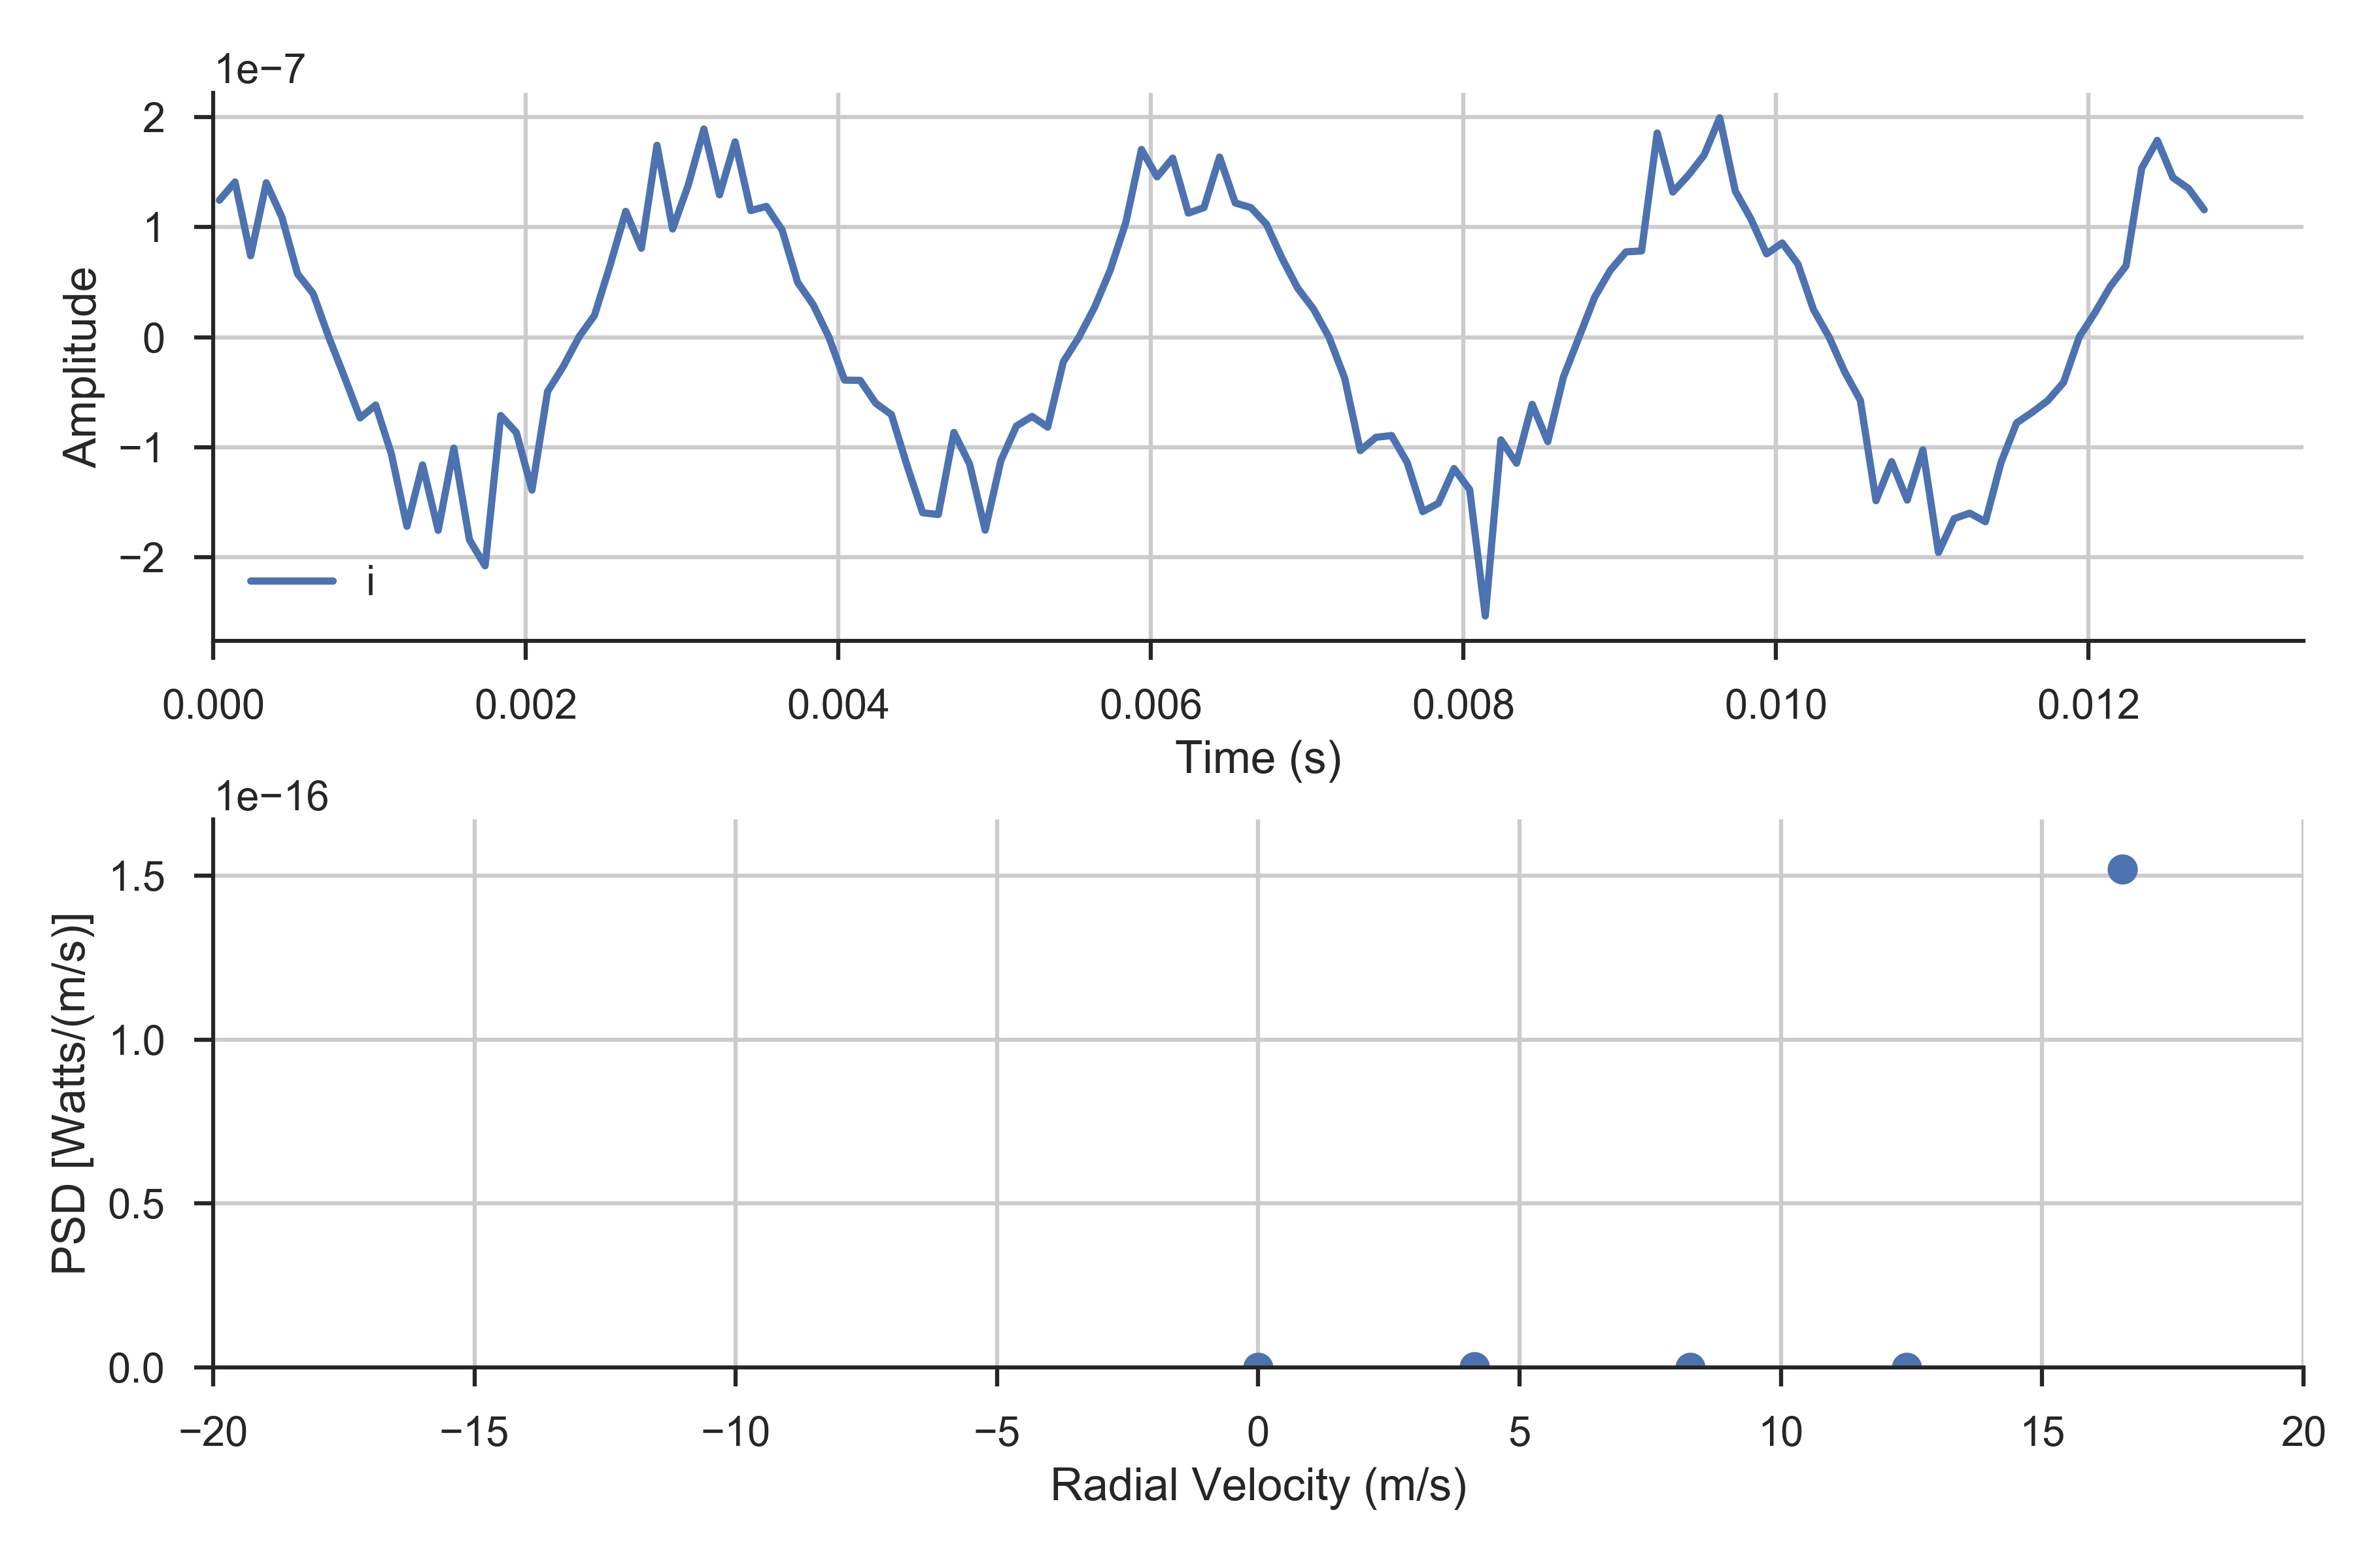 1e−7
2
1
0
−1
−2
Amplitude
i
0.000 0.002 0.004 0.006 0.008 0.010 0.012
Time (s)
1e−16
1.5
1.0
0.5
0.0
PSD [Watts/(m/s)]
−20 −15 −10 −5 0 5 10 15 20
Radial Velocity (m/s)